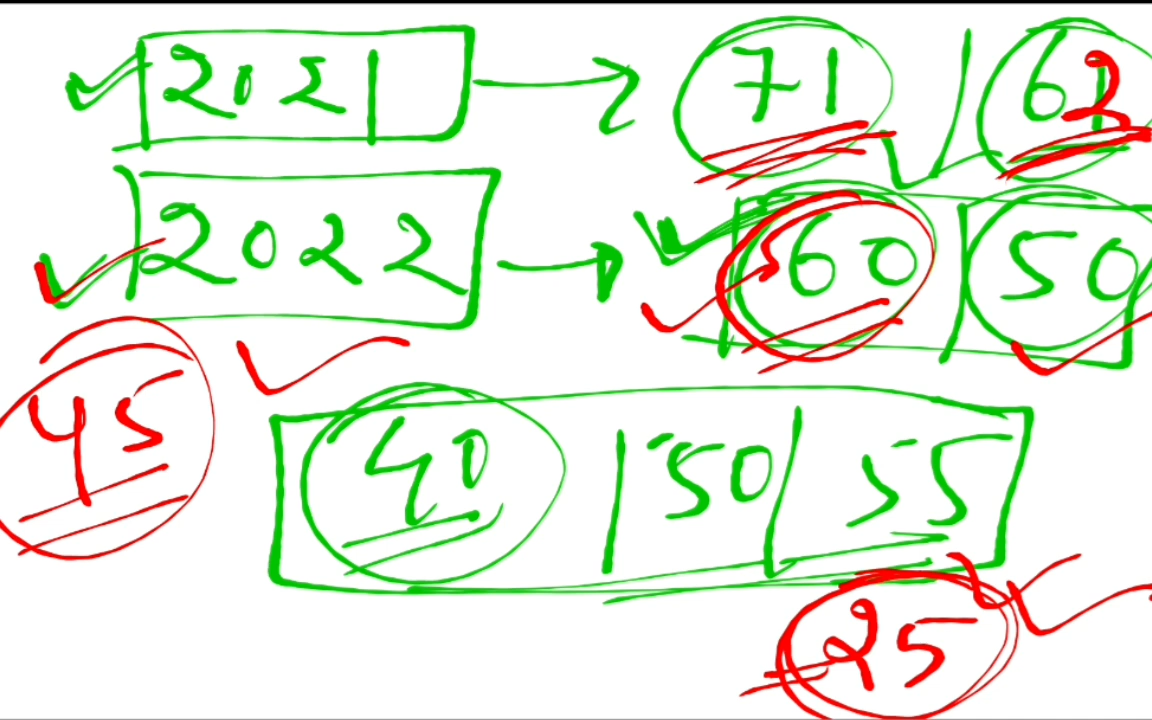 2021 → 71 | 62
2022 → 60 | 50
45
40 | 50 | 55
25